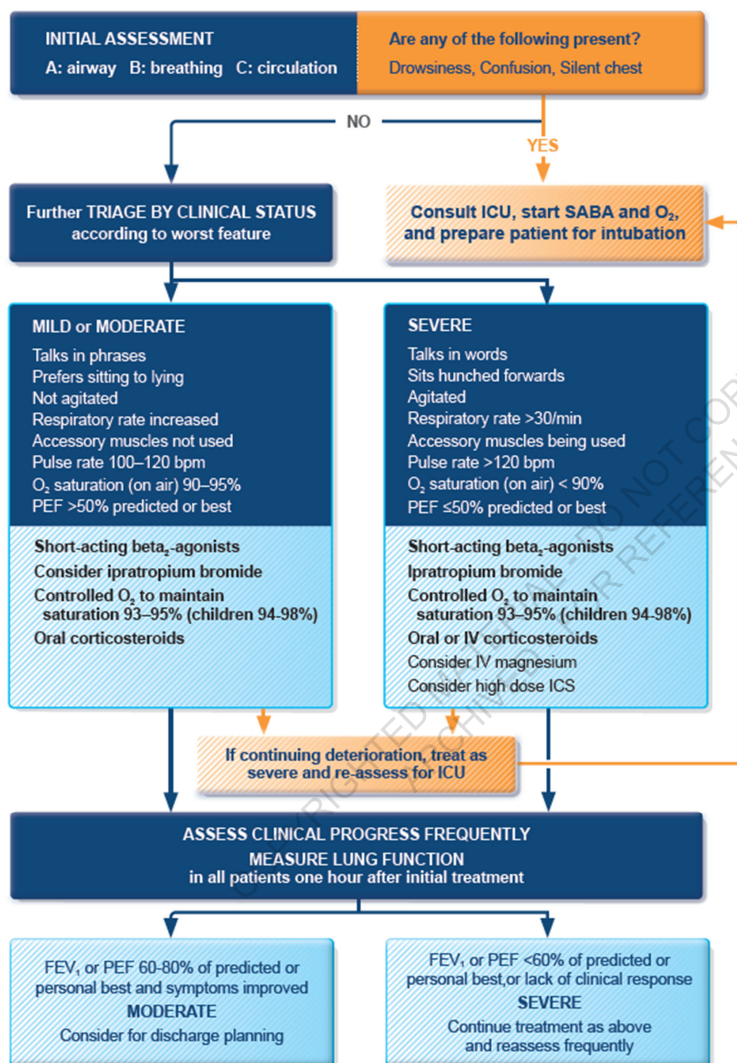 INITIAL ASSESSMENT
A: airway B: breathing C: circulation
Are any of the following present?
Drowsiness, Confusion, Silent chest
NO
YES
Further TRIAGE BY CLINICAL STATUS
according to worst feature
Consult ICU, start SABA and O₂,
and prepare patient for intubation
MILD or MODERATE
Talks in phrases
Prefers sitting to lying
Not agitated
Respiratory rate increased
Accessory muscles not used
Pulse rate 100–120 bpm
O₂ saturation (on air) 90–95%
PEF >50% predicted or best
Short-acting beta₂-agonists
Consider ipratropium bromide
Controlled O₂ to maintain
saturation 93–95% (children 94-98%)
Oral corticosteroids
SEVERE
Talks in words
Sits hunched forwards
Agitated
Respiratory rate >30/min
Accessory muscles being used
Pulse rate >120 bpm
O₂ saturation (on air) < 90%
PEF ≤50% predicted or best
Short-acting beta₂-agonists
Ipratropium bromide
Controlled O₂ to maintain
saturation 93–95% (children 94-98%)
Oral or IV corticosteroids
Consider IV magnesium
Consider high dose ICS
If continuing deterioration, treat as
severe and re-assess for ICU
ASSESS CLINICAL PROGRESS FREQUENTLY
MEASURE LUNG FUNCTION
in all patients one hour after initial treatment
FEV₁ or PEF 60-80% of predicted or
personal best and symptoms improved
MODERATE
Consider for discharge planning
FEV₁ or PEF <60% of predicted or
personal best,or lack of clinical response
SEVERE
Continue treatment as above
and reassess frequently
COPYRIGHTED MATERIAL - DO NOT
ARCHIVED FOR